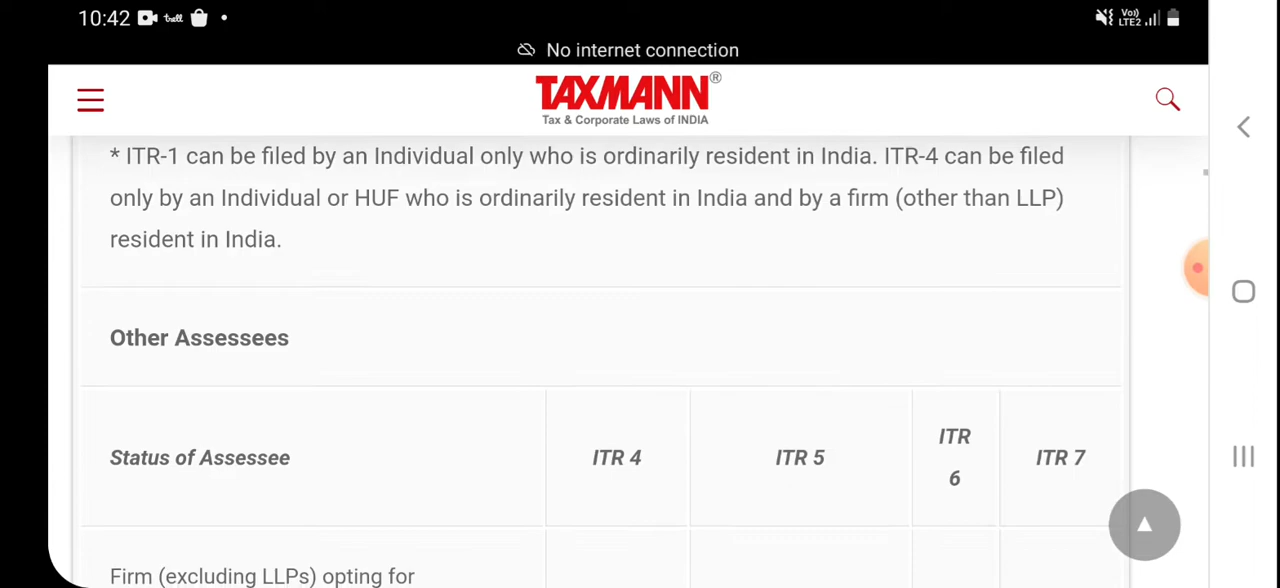 10:42 trell
Vo))
LTE2
No internet connection
TAXMANN®
Tax & Corporate Laws of INDIA
* ITR-1 can be filed by an Individual only who is ordinarily resident in India. ITR-4 can be filed
only by an Individual or HUF who is ordinarily resident in India and by a firm (other than LLP)
resident in India.
Other Assessees
Status of Assessee ITR 4 ITR 5 ITR 6 ITR 7
Firm (excluding LLPs) opting for